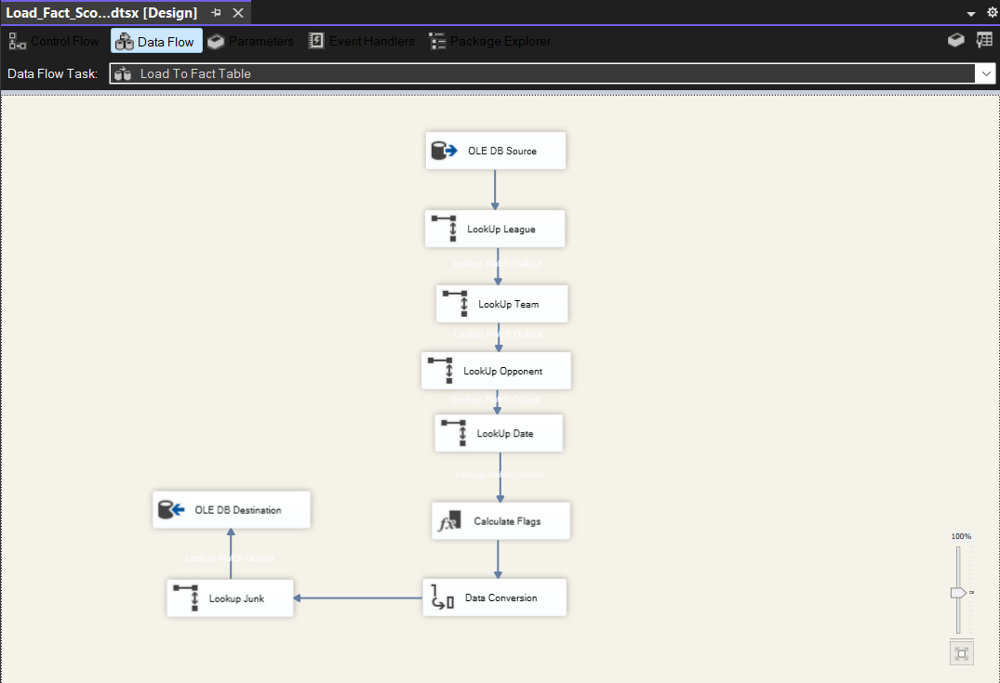 Load_Fact_Sco...dtsx [Design]
Control Flow Data Flow Parameters Event Handlers Package Explorer
Data Flow Task: Load To Fact Table
OLE DB Source
LookUp League
Lookup Match Output
LookUp Team
Lookup Match Output
LookUp Opponent
Lookup Match Output
LookUp Date
Lookup Match Output
OLE DB Destination
Calculate Flags
100%
Lookup Match Output
Lookup Junk
Data Conversion